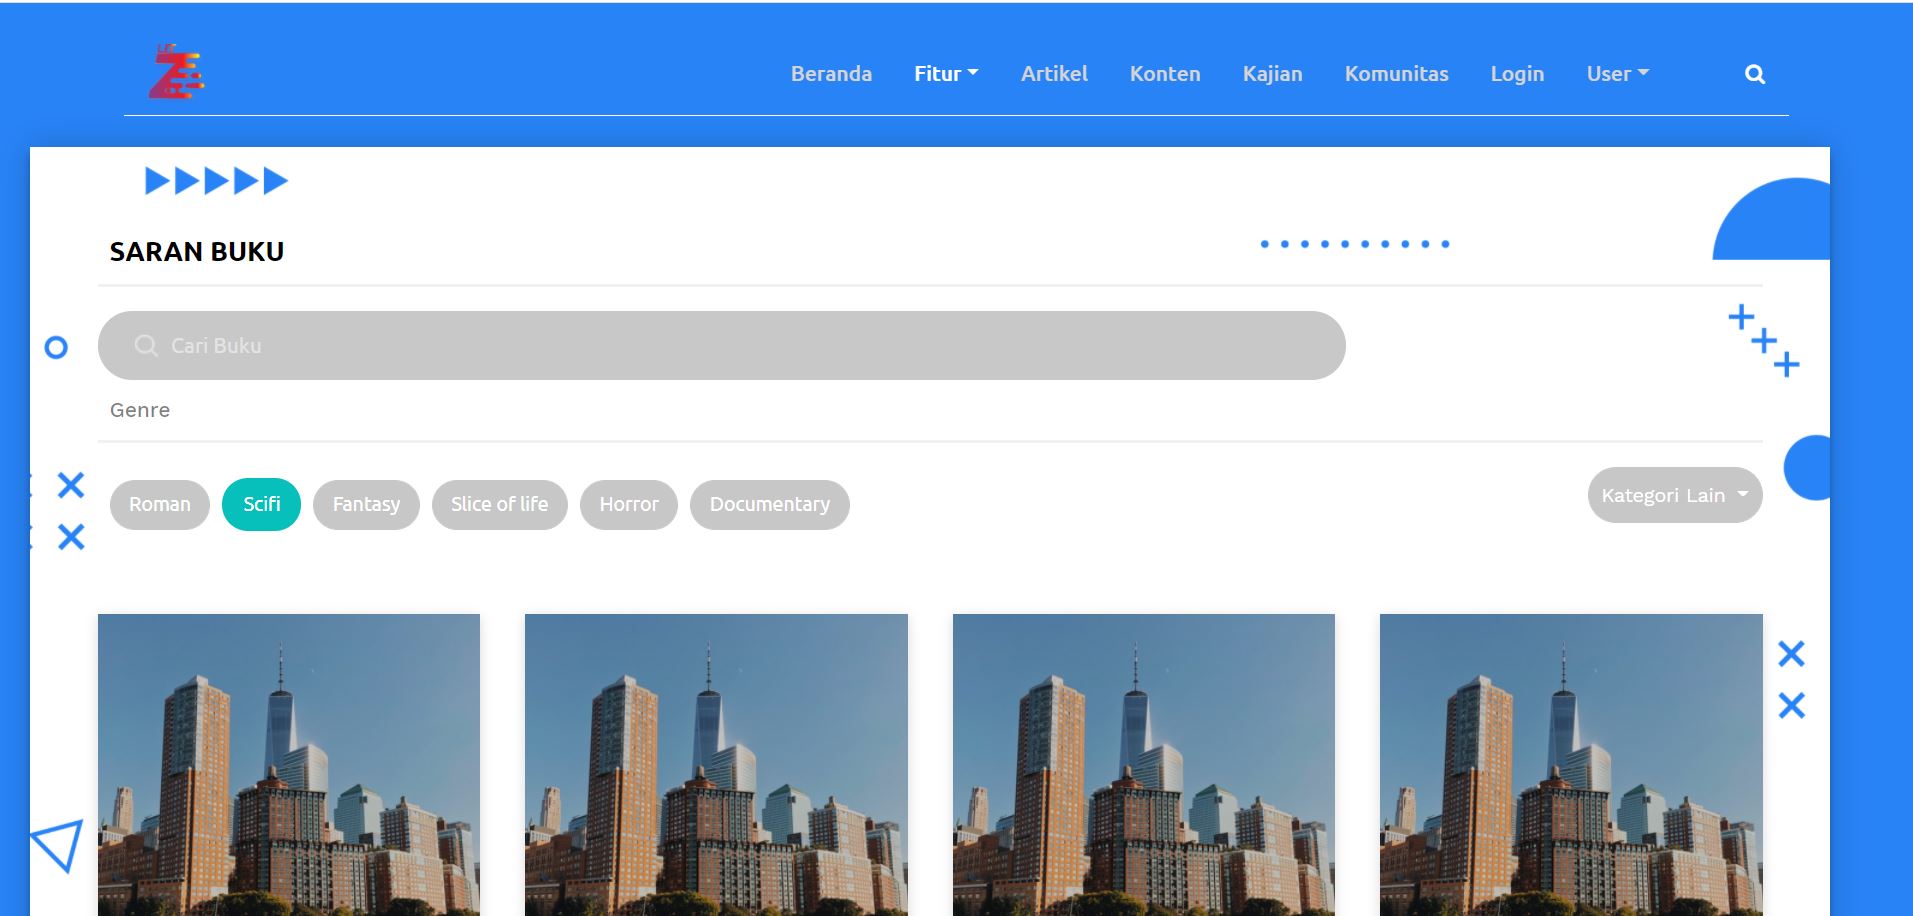 Beranda Fitur Artikel Konten Kajian Komunitas Login User
SARAN BUKU
Cari Buku
Genre
Roman Scifi Fantasy Slice of life Horror Documentary Kategori Lain